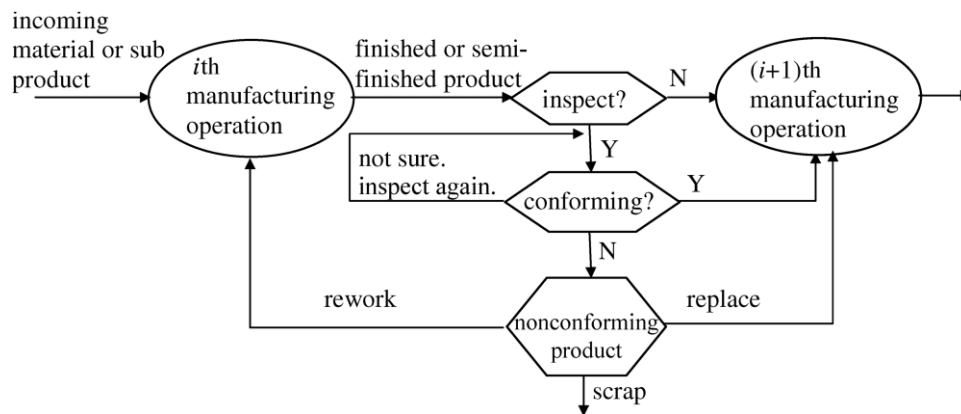 incoming
material or sub
product
ith
manufacturing
operation
finished or semi-
finished product
inspect?
N
(i+1)th
manufacturing
operation
Y
not sure.
inspect again.
conforming?
Y
N
rework
nonconforming
product
replace
scrap